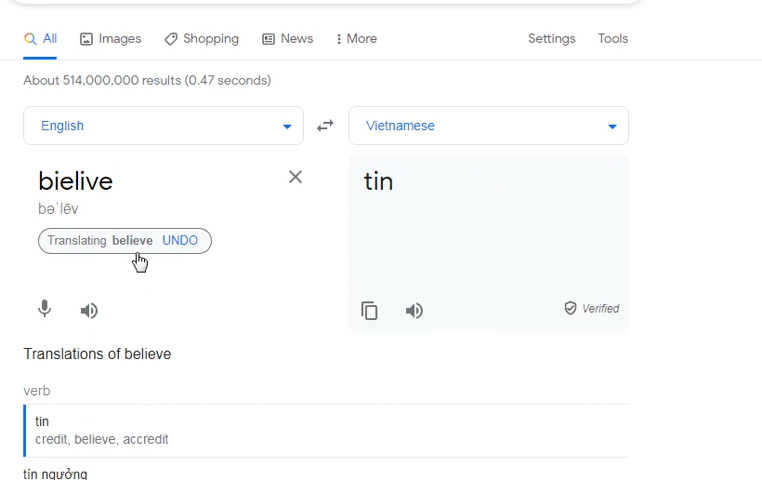 All Images Shopping News More Settings Tools
About 514,000,000 results (0.47 seconds)
English Vietnamese
bielive tin
bəˈlēv
Translating believe UNDO
Verified
Translations of believe
verb
tin
credit, believe, accredit
tín ngưởng